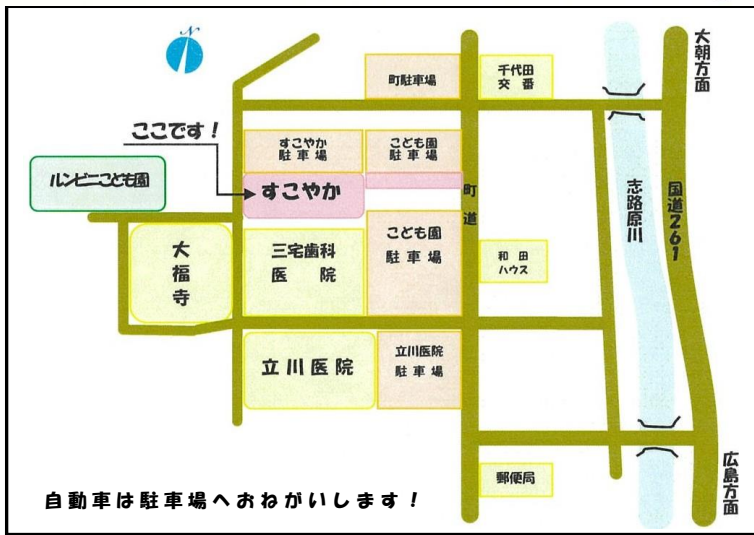 N
大朝方面
町駐車場
千代田
交番
ここです！
すこやか
駐車場
こども園
駐車場
ルンビニこども園
すこやか
町道
志路原川
国道261
大福寺
三宅歯科
医院
こども園
駐車場
和田
ハウス
立川医院
立川医院
駐車場
郵便局
広島方面
自動車は駐車場へおねがいします！